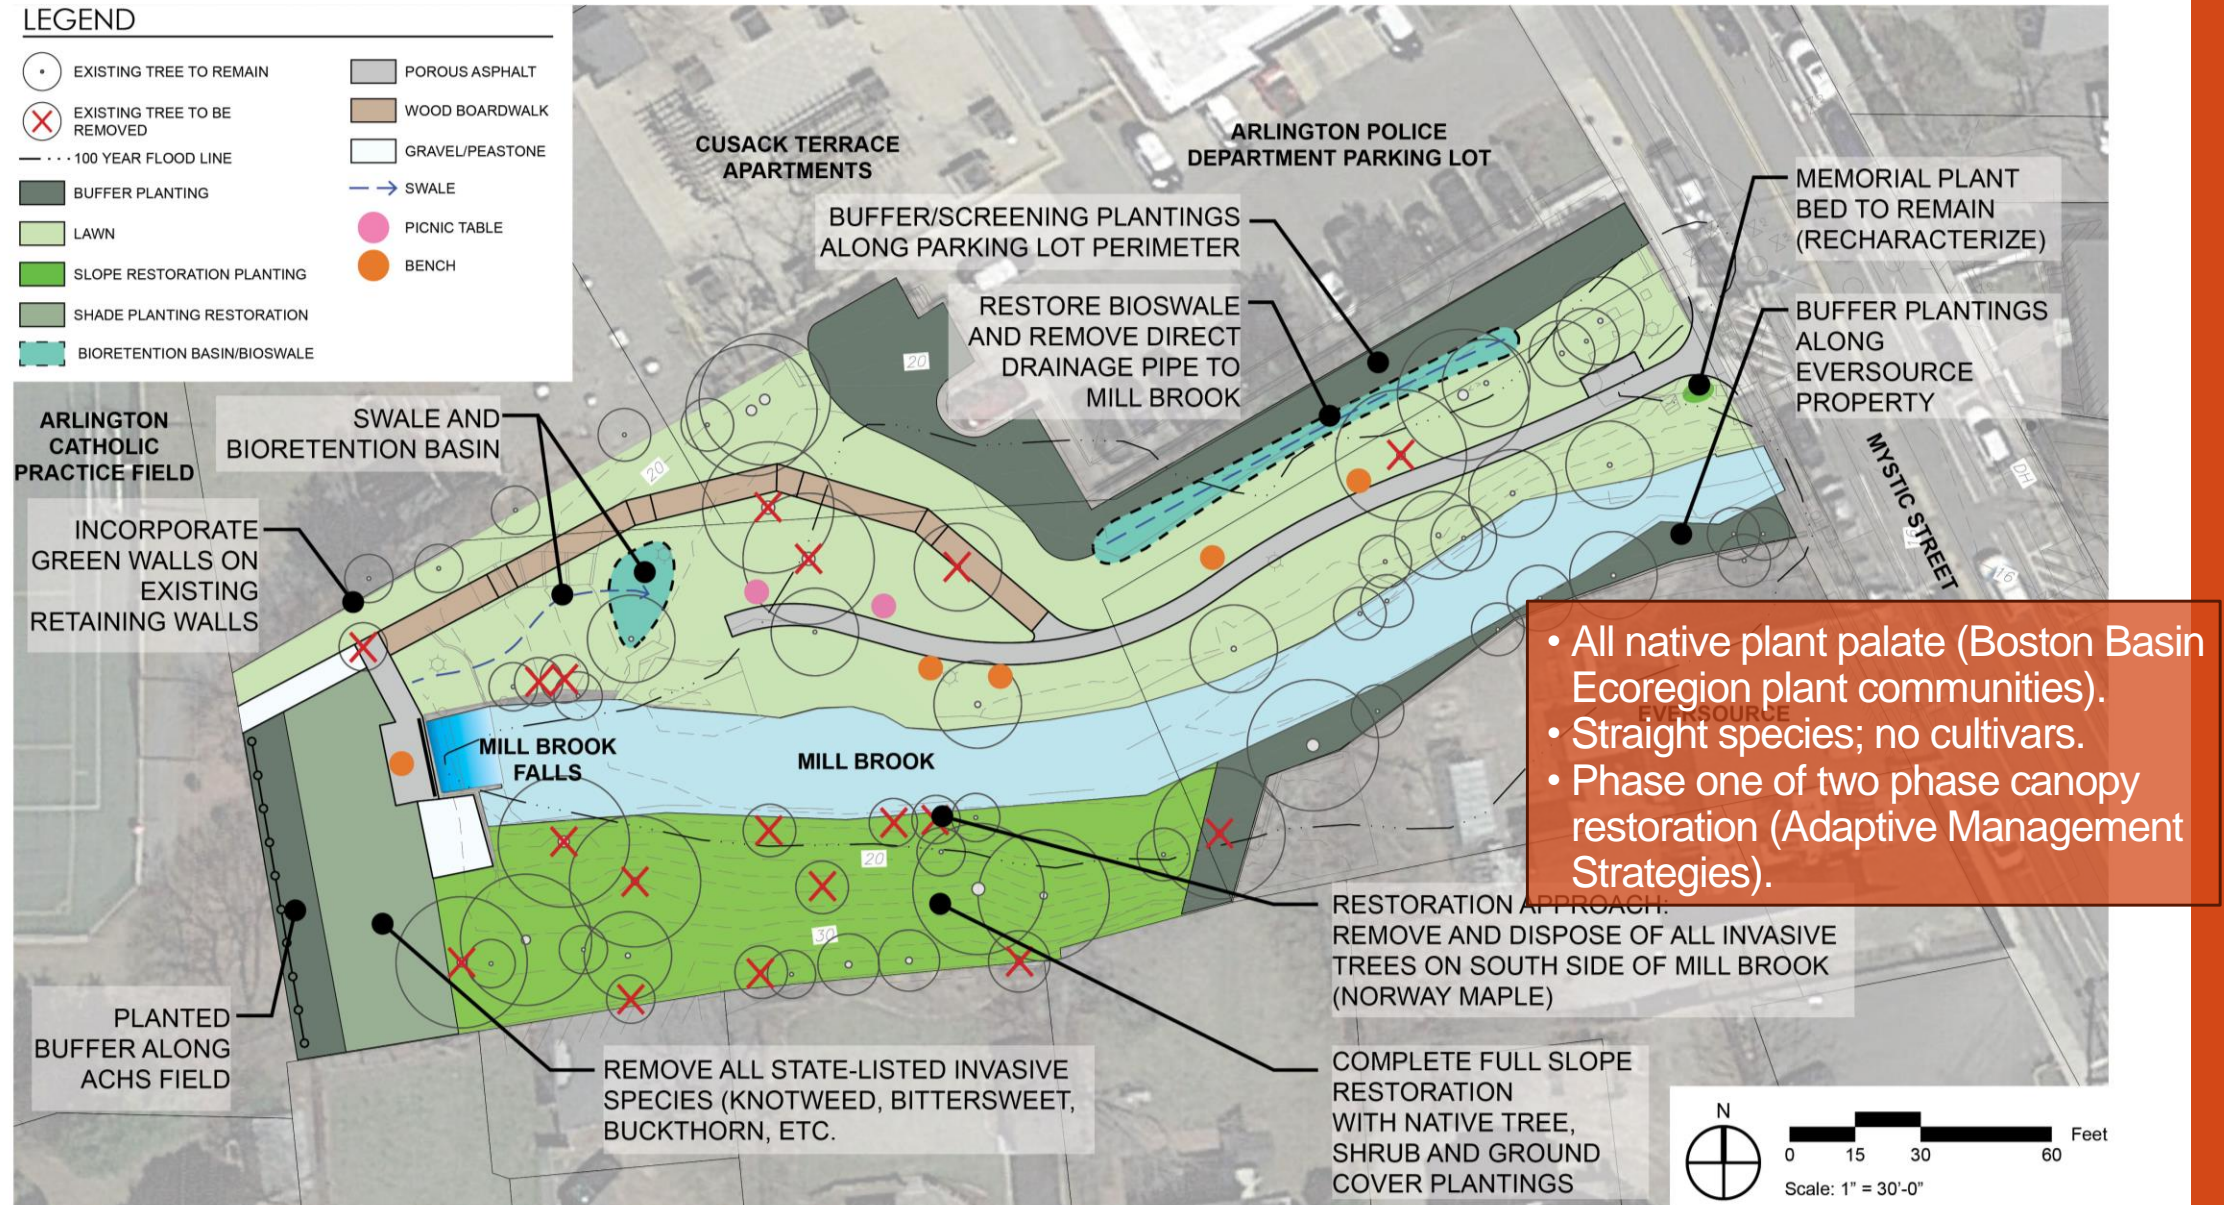 LEGEND
EXISTING TREE TO REMAIN
EXISTING TREE TO BE
REMOVED
100 YEAR FLOOD LINE
BUFFER PLANTING
LAWN
SLOPE RESTORATION PLANTING
SHADE PLANTING RESTORATION
BIORETENTION BASIN/BIOSWALE
POROUS ASPHALT
WOOD BOARDWALK
GRAVEL/PEASTONE
SWALE
PICNIC TABLE
BENCH
CUSACK TERRACE
APARTMENTS
ARLINGTON POLICE
DEPARTMENT PARKING LOT
BUFFER/SCREENING PLANTINGS
ALONG PARKING LOT PERIMETER
RESTORE BIOSWALE
AND REMOVE DIRECT
DRAINAGE PIPE TO
MILL BROOK
MEMORIAL PLANT
BED TO REMAIN
(RECHARACTERIZE)
BUFFER PLANTINGS
ALONG
EVERSOURCE
PROPERTY
MYSTIC STREET
DH
16
16
20
20
ARLINGTON
CATHOLIC
PRACTICE FIELD
SWALE AND
BIORETENTION BASIN
INCORPORATE
GREEN WALLS ON
EXISTING
RETAINING WALLS
MILL BROOK
FALLS
MILL BROOK
20
30
EVERSOURCE
• All native plant palate (Boston Basin
Ecoregion plant communities).
• Straight species; no cultivars.
• Phase one of two phase canopy
restoration (Adaptive Management
Strategies).
RESTORATION APPROACH:
REMOVE AND DISPOSE OF ALL INVASIVE
TREES ON SOUTH SIDE OF MILL BROOK
(NORWAY MAPLE)
PLANTED
BUFFER ALONG
ACHS FIELD
REMOVE ALL STATE-LISTED INVASIVE
SPECIES (KNOTWEED, BITTERSWEET,
BUCKTHORN, ETC.
COMPLETE FULL SLOPE
RESTORATION
WITH NATIVE TREE,
SHRUB AND GROUND
COVER PLANTINGS
N
Feet
0 15 30 60
Scale: 1" = 30'-0"